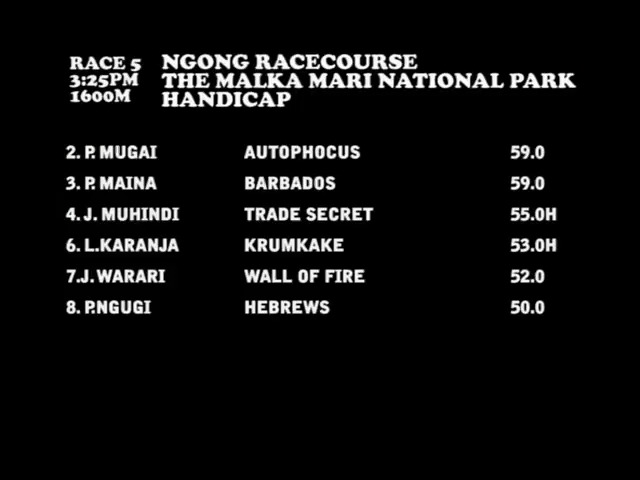 RACE 5 NGONG RACECOURSE
3:25PM THE MALKA MARI NATIONAL PARK
1600M HANDICAP
2. P. MUGAI AUTOPHOCUS 59.0
3. P. MAINA BARBADOS 59.0
4. J. MUHINDI TRADE SECRET 55.0H
6. L.KARANJA KRUMKAKE 53.0H
7.J. WARARI WALL OF FIRE 52.0
8. P.NGUGI HEBREWS 50.0